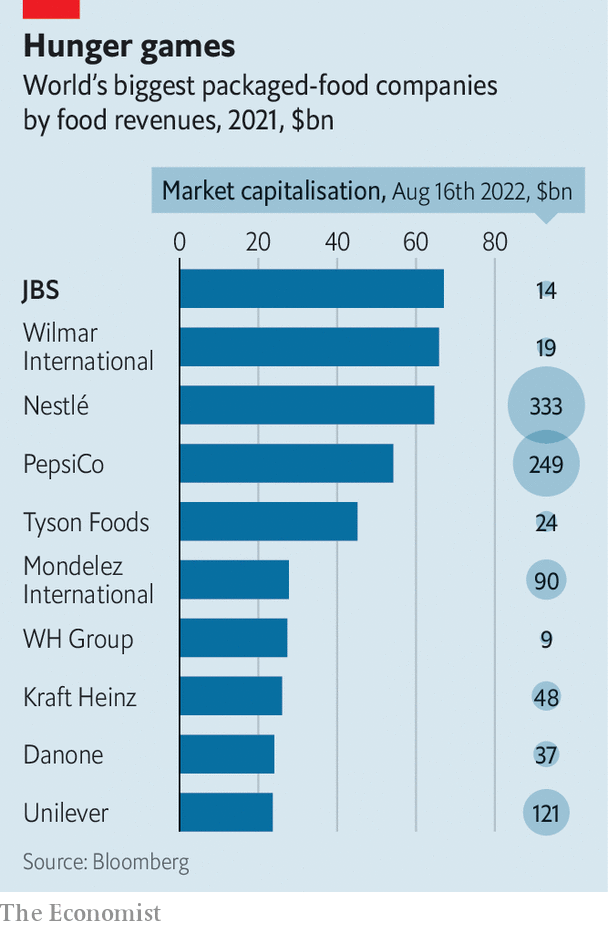 Hunger games
World's biggest packaged-food companies
by food revenues, 2021, $bn
Market capitalisation, Aug 16th 2022, $bn
0 20 40 60 80
JBS 14
Wilmar
International 19
Nestlé 333
PepsiCo 249
Tyson Foods 24
Mondelez
International 90
WH Group 9
Kraft Heinz 48
Danone 37
Unilever 121
Source: Bloomberg
The Economist